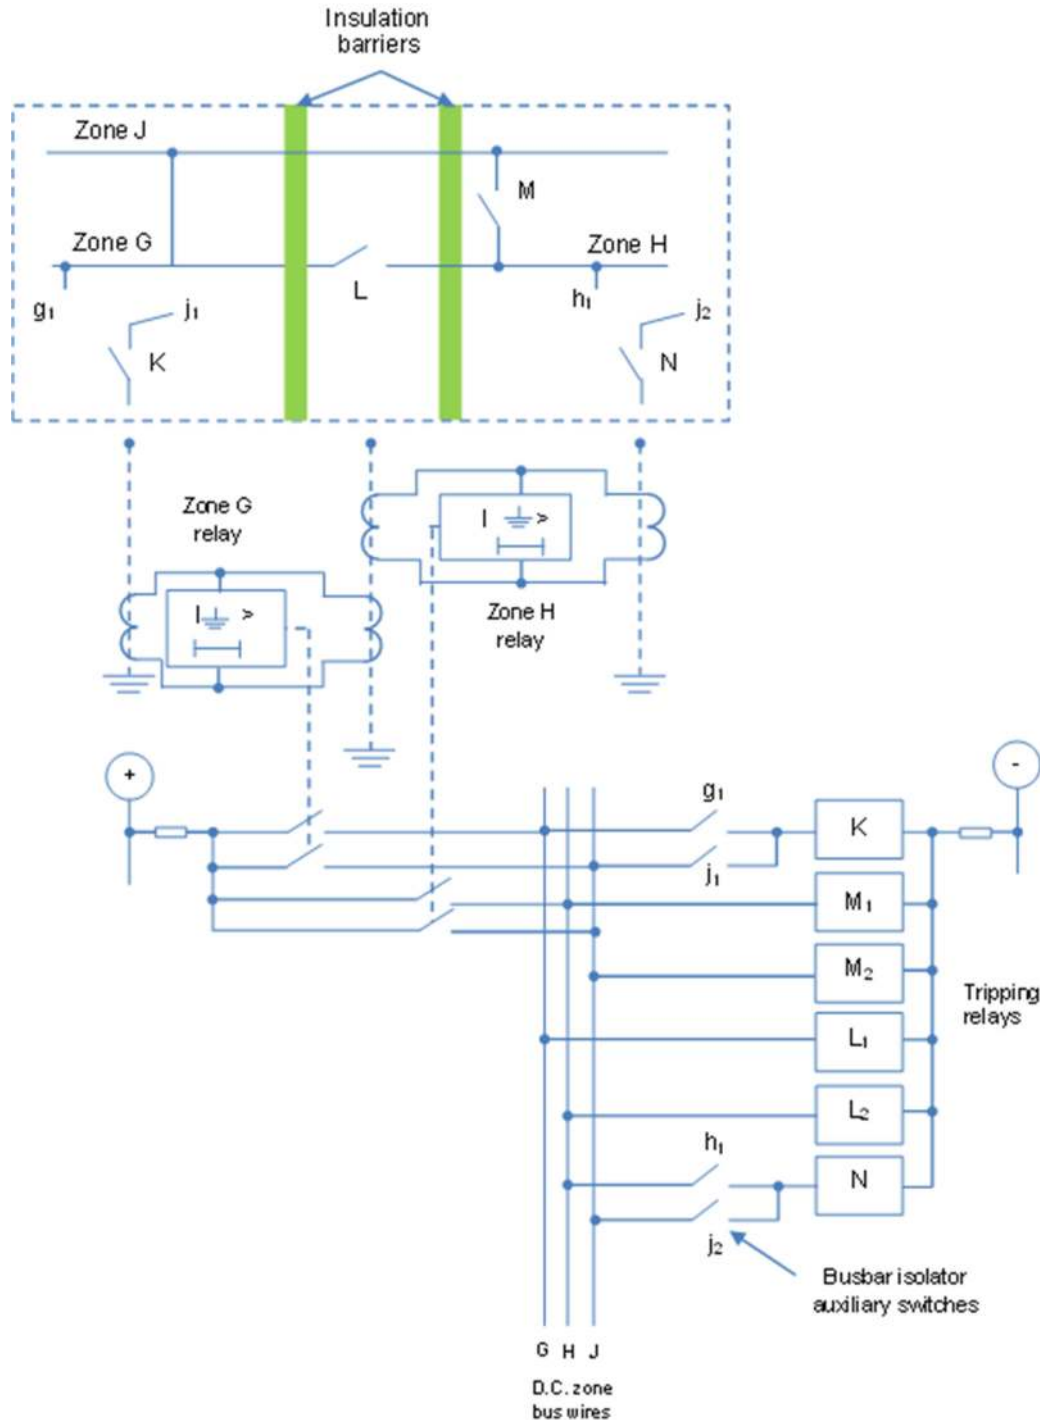 Insulation
barriers
Zone J
M
Zone G
Zone H
L
g₁
j₁
h₁
j₂
K
N
Zone G
relay
I >
I >
Zone H
relay
+
-
g₁
K
j₁
M₁
M₂
Tripping
relays
L₁
L₂
h₁
N
j₂
Busbar isolator
auxiliary switches
G H J
D.C. zone
bus wires